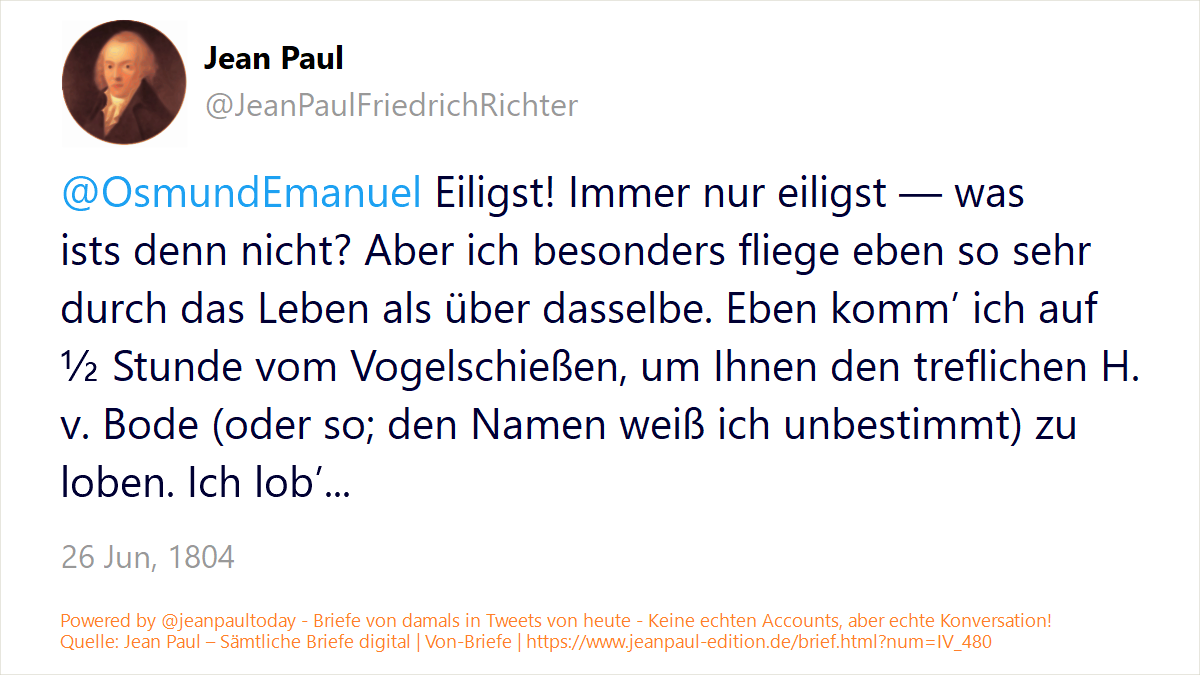 Jean Paul
@JeanPaulFriedrichRichter
@OsmundEmanuel Eiligst! Immer nur eiligst — was
ists denn nicht? Aber ich besonders fliege eben so sehr
durch das Leben als über dasselbe. Eben komm’ ich auf
½ Stunde vom Vogelschießen, um Ihnen den treflichen H.
v. Bode (oder so; den Namen weiß ich unbestimmt) zu
loben. Ich lob’...
26 Jun, 1804
Powered by @jeanpaultoday - Briefe von damals in Tweets von heute - Keine echten Accounts, aber echte Konversation!
Quelle: Jean Paul – Sämtliche Briefe digital | Von-Briefe | https://www.jeanpaul-edition.de/brief.html?num=IV_480